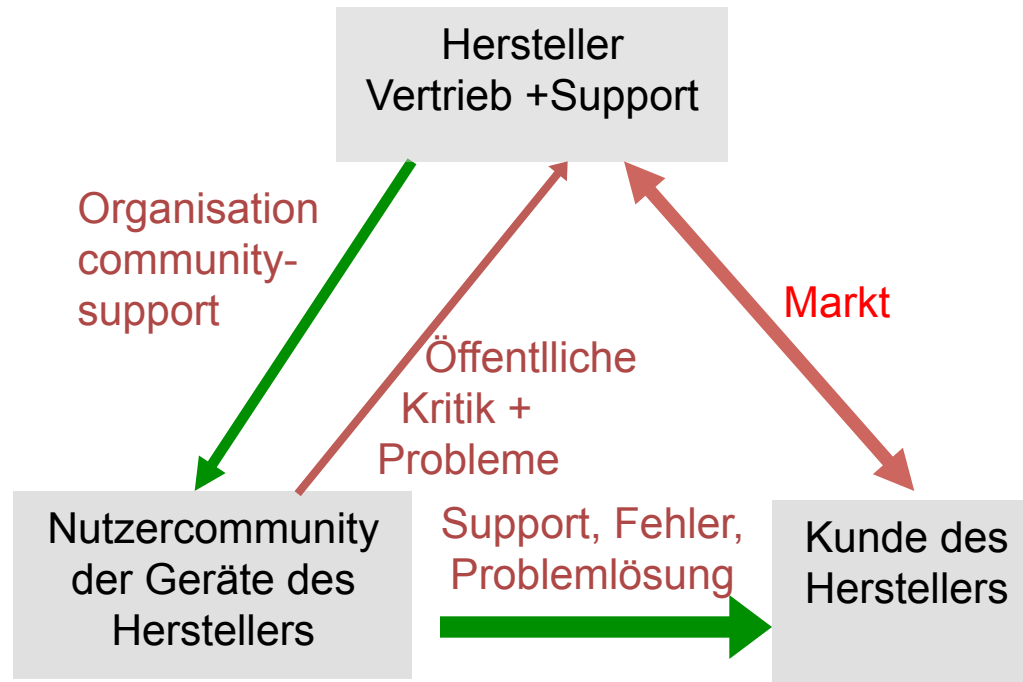 Hersteller
Vertrieb +Support
Organisation
community-
support
Markt
Öffentlliche
Kritik +
Probleme
Nutzercommunity
der Geräte des
Herstellers
Support, Fehler,
Problemlösung
Kunde des
Herstellers